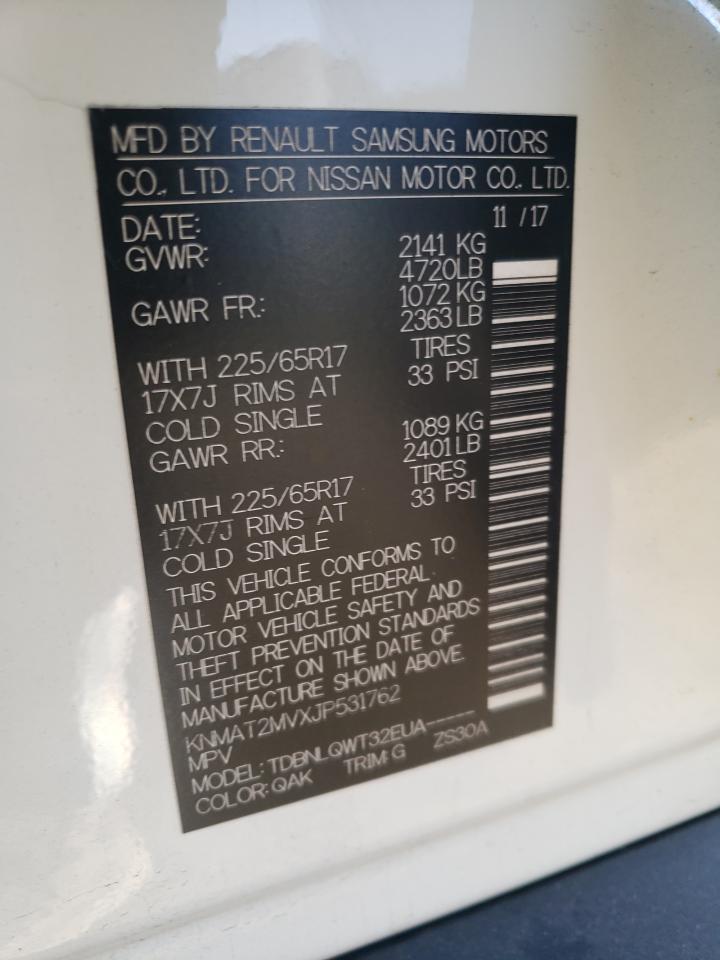 MFD BY RENAULT SAMSUNG MOTORS
CO., LTD. FOR NISSAN MOTOR CO., LTD.
DATE: 11 / 17
GVWR: 2141 KG
4720LB
GAWR FR.: 1072 KG
2363 LB
WITH 225/65R17 TIRES
17X7J RIMS AT 33 PSI
COLD SINGLE
GAWR RR.: 1089 KG
2401 LB
WITH 225/65R17 TIRES
17X7J RIMS AT 33 PSI
COLD SINGLE
THIS VEHICLE CONFORMS TO
ALL APPLICABLE FEDERAL
MOTOR VEHICLE SAFETY AND
THEFT PREVENTION STANDARDS
IN EFFECT ON THE DATE OF
MANUFACTURE SHOWN ABOVE.
KNMAT2MVXJP531762
MPV
MODEL: TDBNLQWT32EUA-----
COLOR: QAK TRIM: G ZS30A